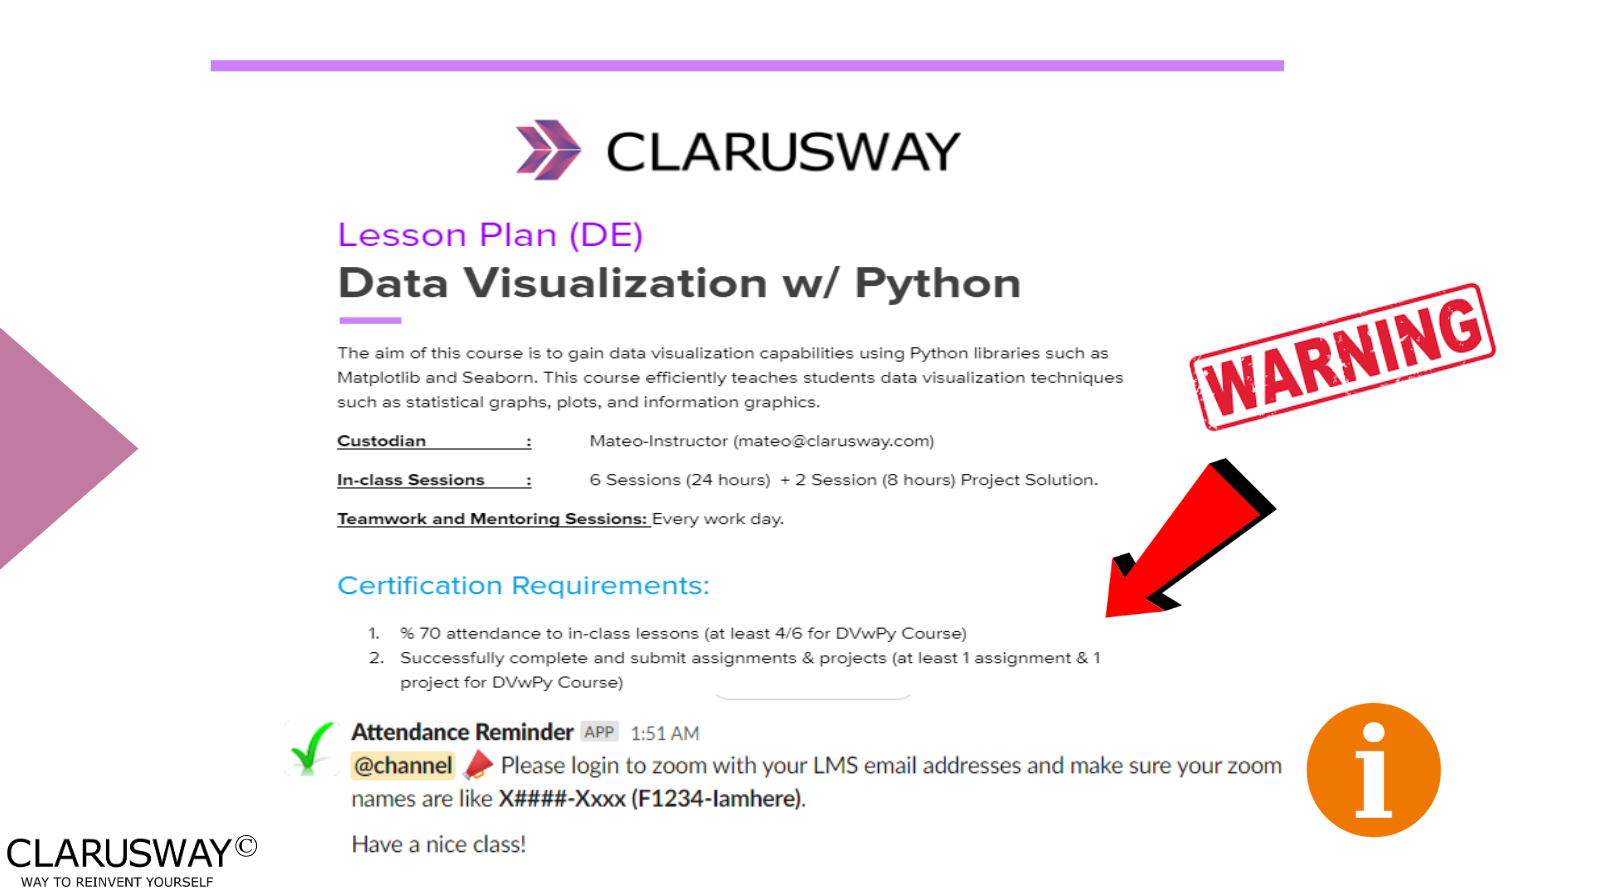 CLARUSWAY
Lesson Plan (DE)
Data Visualization w/ Python
The aim of this course is to gain data visualization capabilities using Python libraries such as
Matplotlib and Seaborn. This course efficiently teaches students data visualization techniques
such as statistical graphs, plots, and information graphics.
Custodian : Mateo-Instructor (mateo@clarusway.com)
In-class Sessions : 6 Sessions (24 hours) + 2 Session (8 hours) Project Solution.
Teamwork and Mentoring Sessions: Every work day.
WARNING
Certification Requirements:
1. % 70 attendance to in-class lessons (at least 4/6 for DVwPy Course)
2. Successfully complete and submit assignments & projects (at least 1 assignment & 1
project for DVwPy Course)
Attendance Reminder APP 1:51 AM
@channel Please login to zoom with your LMS email addresses and make sure your zoom
names are like X####-Xxxx (F1234-Iamhere).
Have a nice class!
i
CLARUSWAY©
WAY TO REINVENT YOURSELF